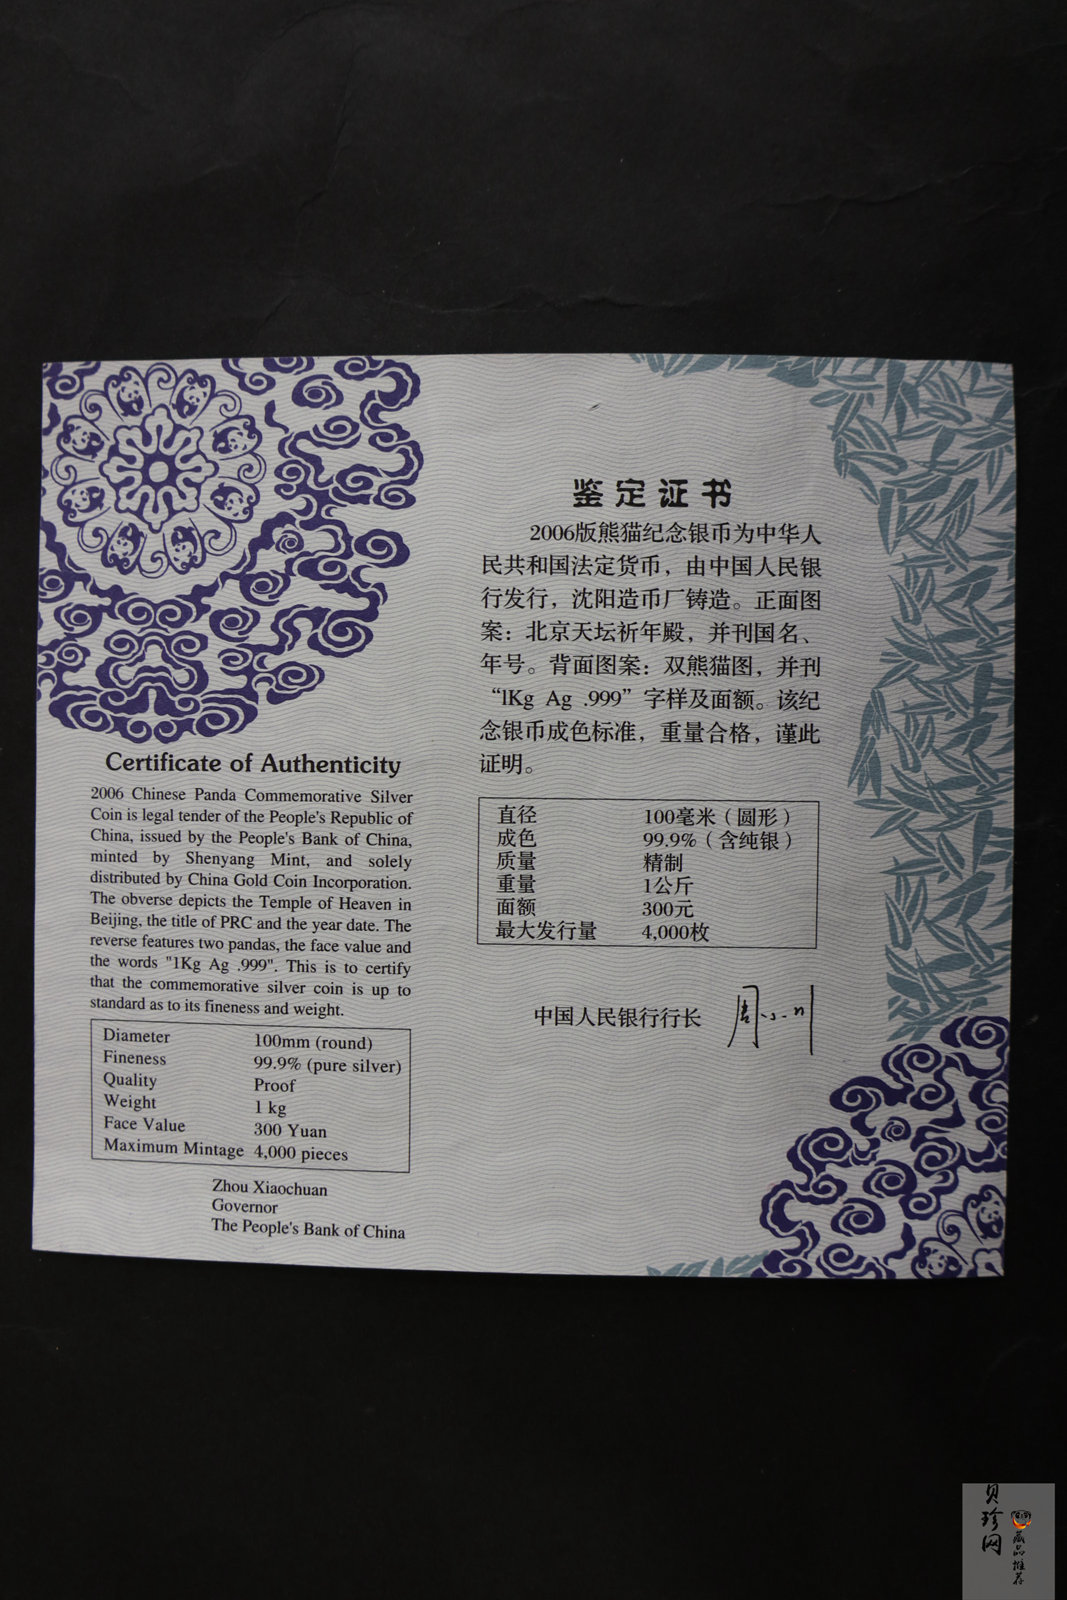 Certificate of Authenticity
2006 Chinese Panda Commemorative Silver
Coin is legal tender of the People's Republic of
China, issued by the People's Bank of China,
minted by Shenyang Mint, and solely
distributed by China Gold Coin Incorporation.
The obverse depicts the Temple of Heaven in
Beijing, the title of PRC and the year date. The
reverse features two pandas, the face value and
the words "1Kg Ag .999". This is to certify
that the commemorative silver coin is up to
standard as to its fineness and weight.
Diameter 100mm (round)
Fineness 99.9% (pure silver)
Quality Proof
Weight 1 kg
Face Value 300 Yuan
Maximum Mintage 4,000 pieces
Zhou Xiaochuan
Governor
The People's Bank of China
鉴定证书
2006版熊猫纪念银币为中华人
民共和国法定货币，由中国人民银
行发行，沈阳造币厂铸造。正面图
案：北京天坛祈年殿，并刊国名、
年号。背面图案：双熊猫图，并刊
“1Kg Ag .999”字样及面额。该纪
念银币成色标准，重量合格，谨此
证明。
直径 100毫米（圆形）
成色 99.9%（含纯银）
质量 精制
重量 1公斤
面额 300元
最大发行量 4,000枚
中国人民银行行长 周小川
贝珍网
藏品推荐